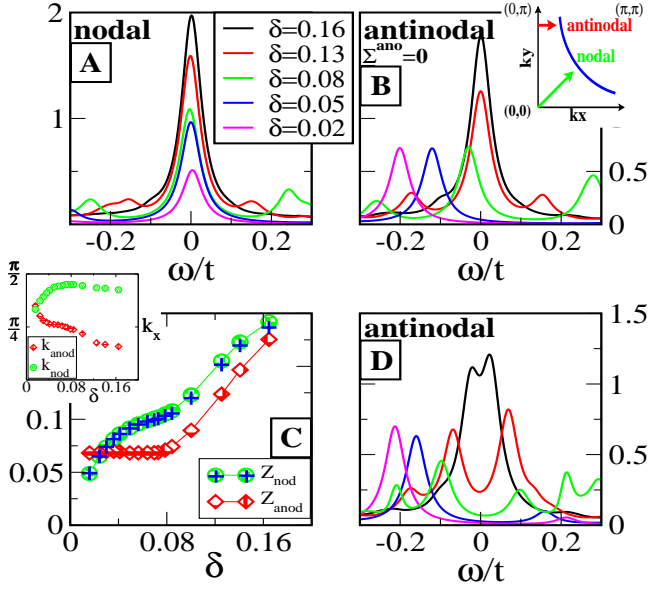 nodal
A
δ=0.16
δ=0.13
δ=0.08
δ=0.05
δ=0.02
2
1
-0.2
0
0.2
ω/t
antinodal
Σ^ano=0
B
(0,π)
(π,π)
antinodal
nodal
ky
(0,0)
kx
0.5
0
-0.2
0
0.2
ω/t
π/2
π/4
k_x
k_anod
k_nod
0
0.08
0.16
δ
0.1
0.05
0
C
Z_nod
Z_anod
0
0.08
0.16
δ
antinodal
D
1.5
1
0.5
0
-0.2
0
0.2
ω/t